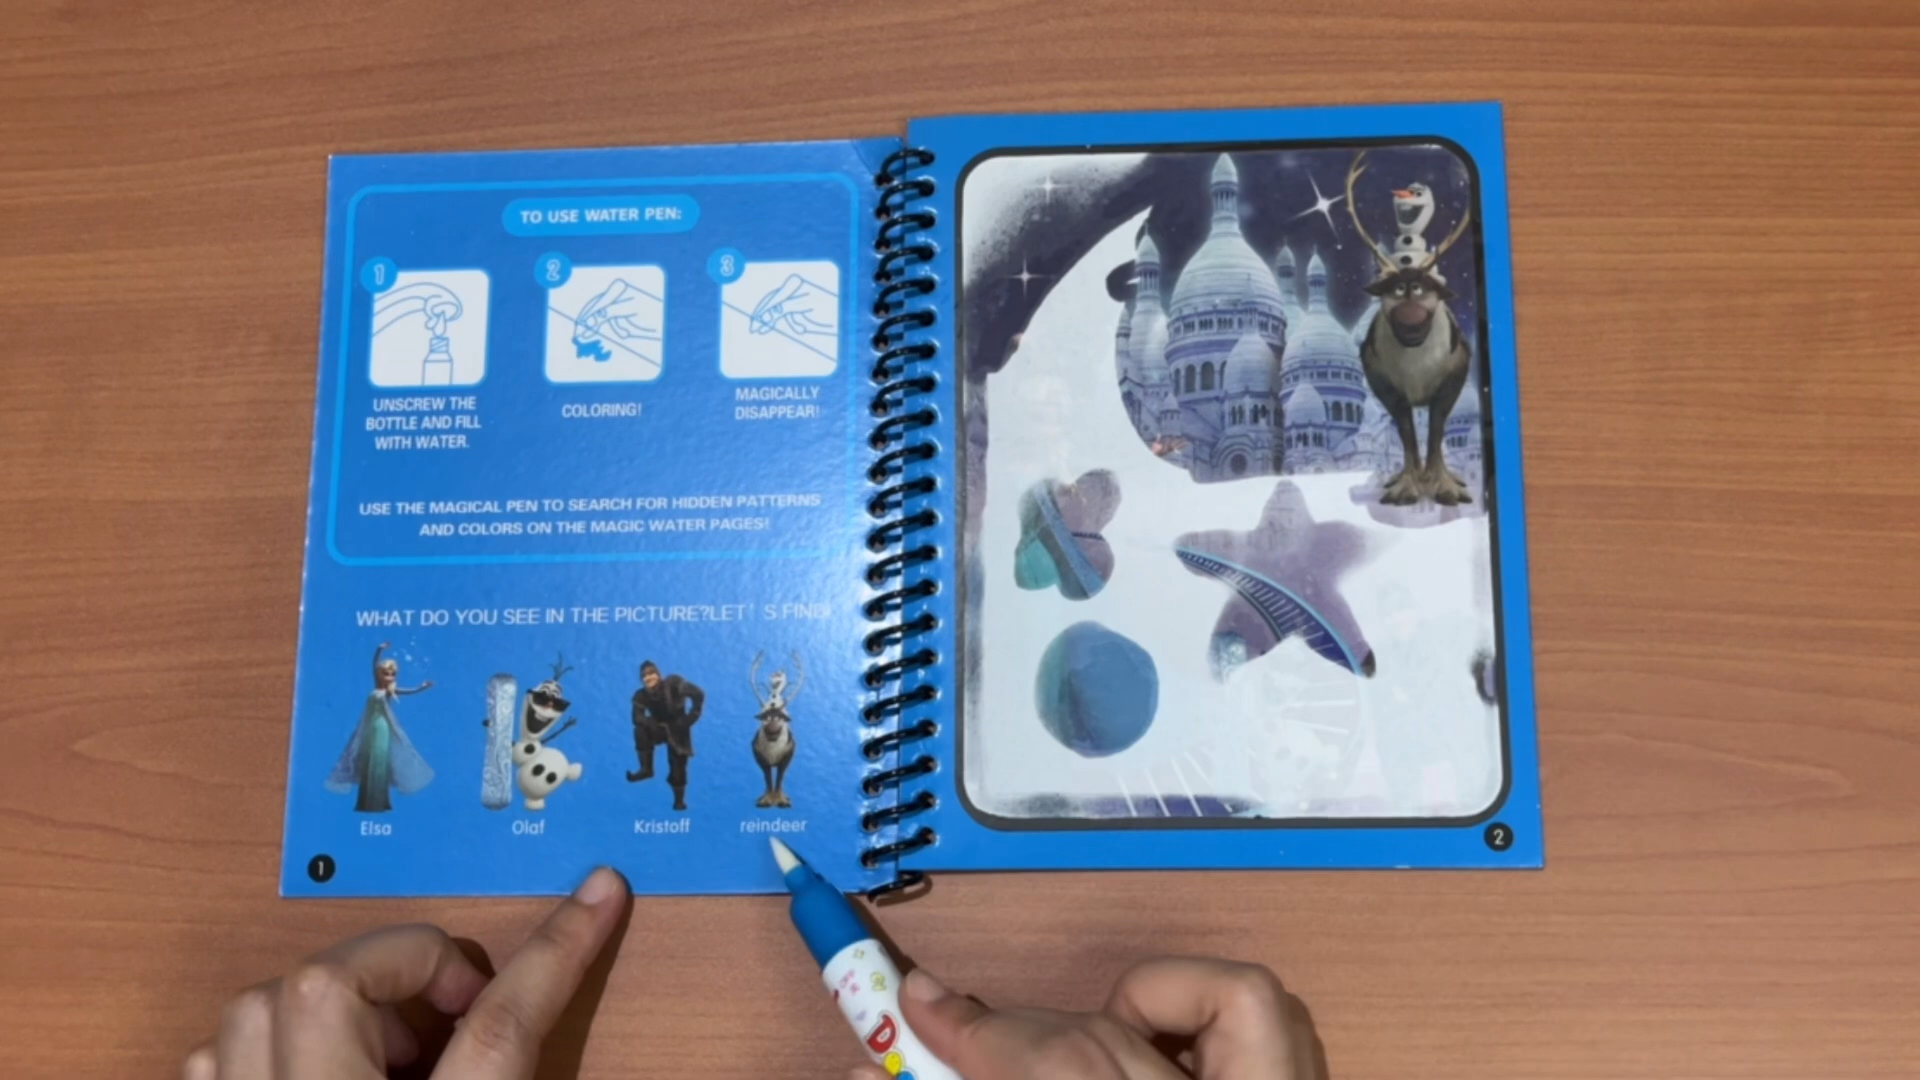 TO USE WATER PEN:
1
2
3
UNSCREW THE
BOTTLE AND FILL
WITH WATER.
COLORING!
MAGICALLY
DISAPPEAR!
USE THE MAGICAL PEN TO SEARCH FOR HIDDEN PATTERNS
AND COLORS ON THE MAGIC WATER PAGES!
WHAT DO YOU SEE IN THE PICTURE?LET'S FIND!
Elsa
Olaf
Kristoff
reindeer
1
2